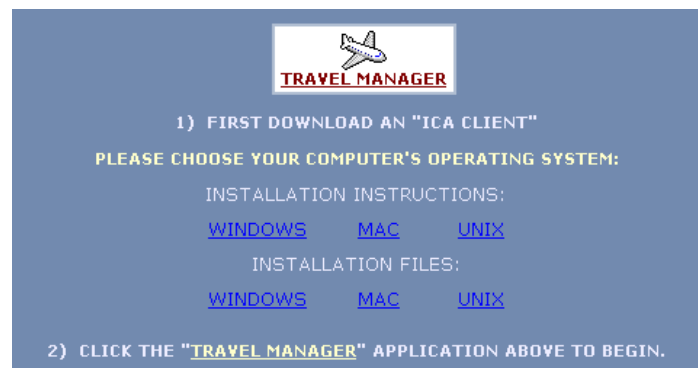 TRAVEL MANAGER
1) FIRST DOWNLOAD AN "ICA CLIENT"
PLEASE CHOOSE YOUR COMPUTER'S OPERATING SYSTEM:
INSTALLATION INSTRUCTIONS:
WINDOWS MAC UNIX
INSTALLATION FILES:
WINDOWS MAC UNIX
2) CLICK THE "TRAVEL MANAGER" APPLICATION ABOVE TO BEGIN.